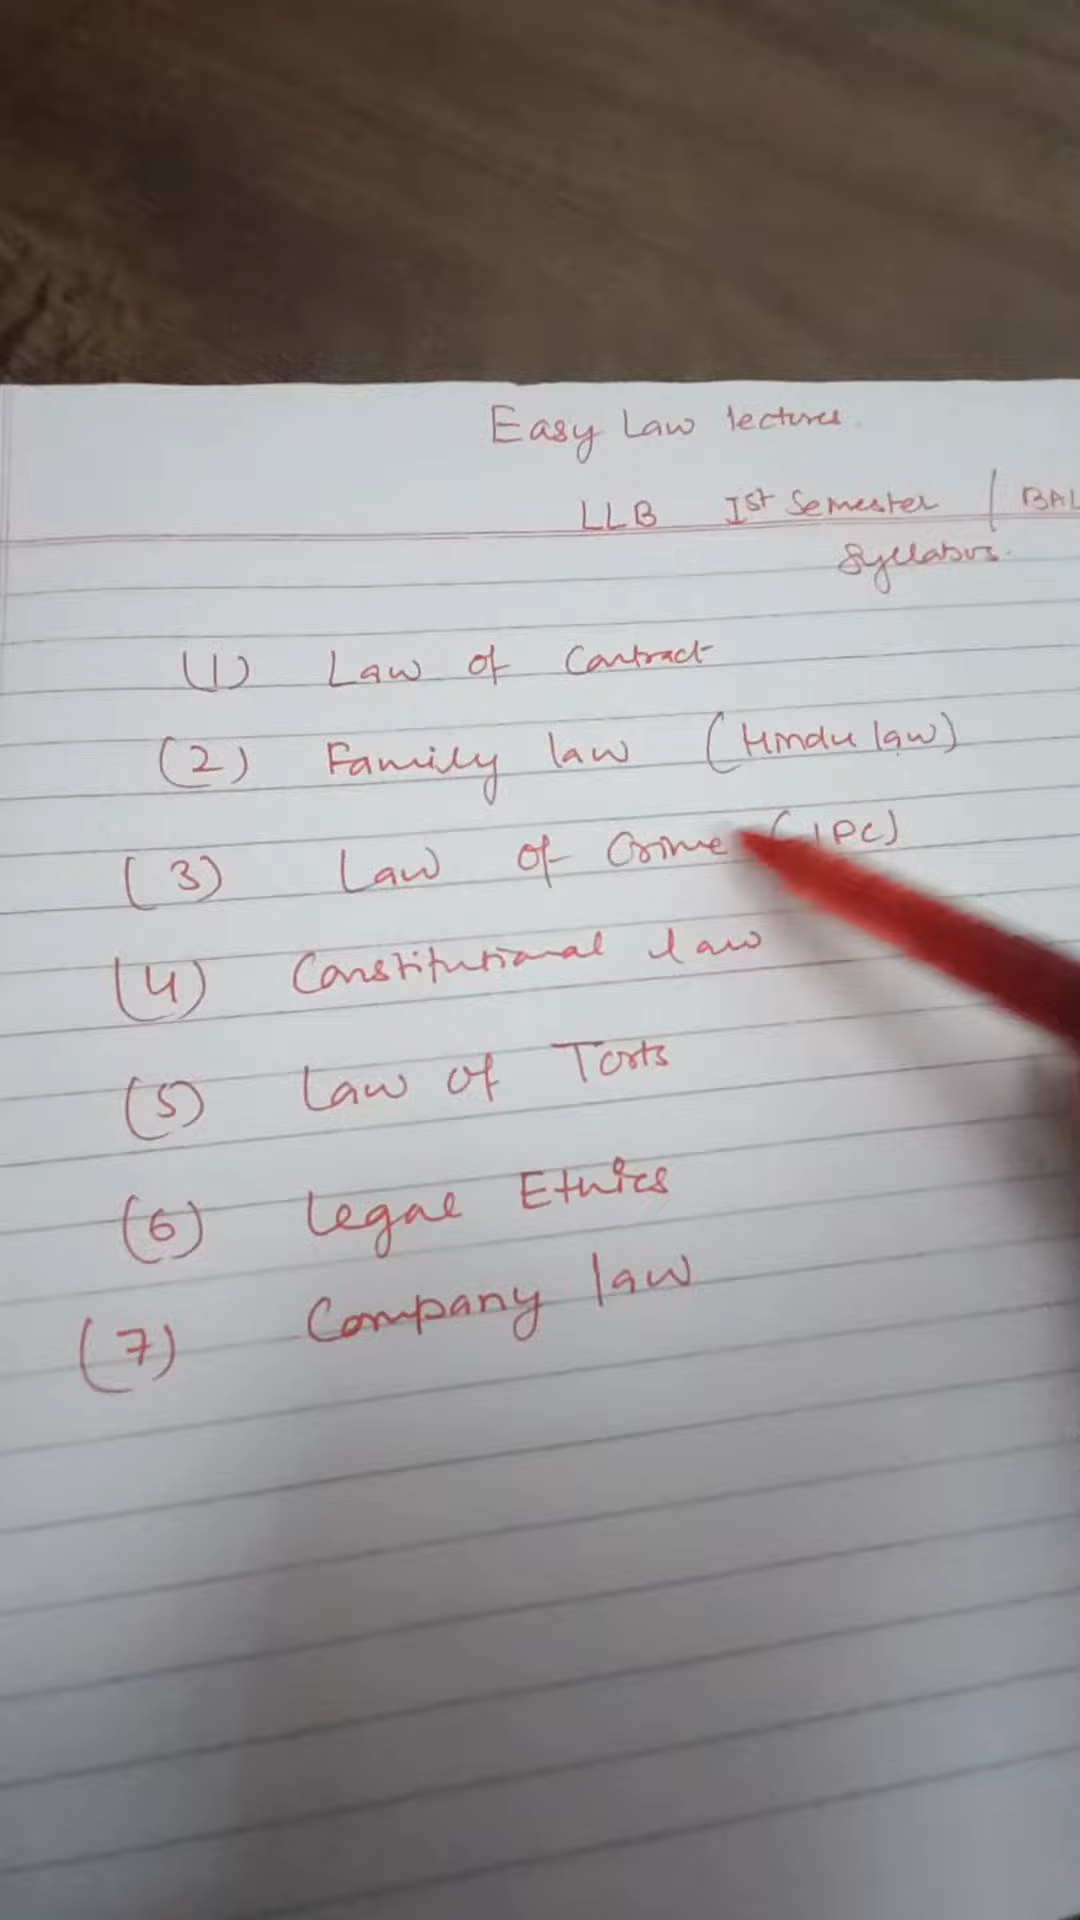 Easy Law lectures
LLB Ist Semester | BAL
Syllabus.
(1) Law of Contract
(2) Family law (Hindu law)
(3) Law of Crime (IPC)
(4) Constitutional law
(5) Law of Torts
(6) Legal Ethics
(7) Company law